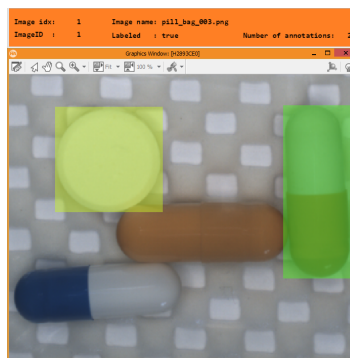 Image idx: 1 Image name: pill_bag_003.png
ImageID : 1 Labeled : true Number of annotations: 2
Graphics Window: [H2893CE0]
Fit 100 %